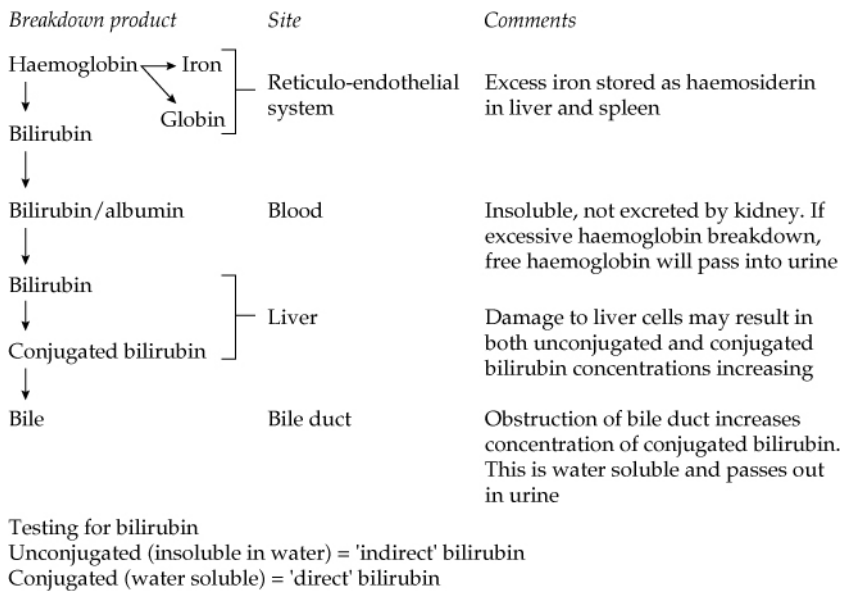 Breakdown product Site Comments
Haemoglobin Iron
Reticulo-endothelial Excess iron stored as haemosiderin
system in liver and spleen
Globin
Bilirubin
Bilirubin/albumin Blood Insoluble, not excreted by kidney. If
excessive haemoglobin breakdown,
free haemoglobin will pass into urine
Bilirubin
Liver Damage to liver cells may result in
both unconjugated and conjugated
Conjugated bilirubin bilirubin concentrations increasing
Bile Bile duct Obstruction of bile duct increases
concentration of conjugated bilirubin.
This is water soluble and passes out
in urine
Testing for bilirubin
Unconjugated (insoluble in water) = 'indirect' bilirubin
Conjugated (water soluble) = 'direct' bilirubin